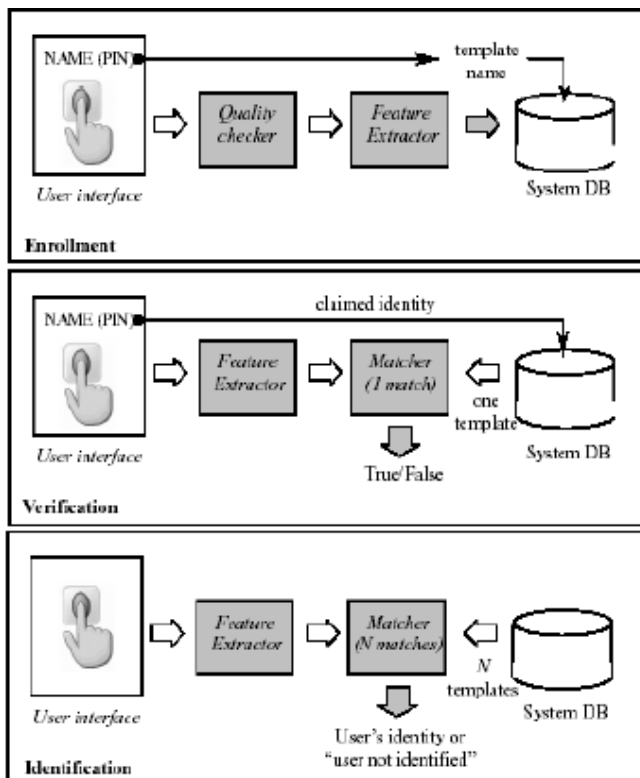 NAME (PIN)
template
name
Quality
checker
Feature
Extractor
User interface
System DB
Enrollment
NAME (PIN)
claimed identity
Feature
Extractor
Matcher
(1 match)
one
template
User interface
True/False
System DB
Verification
Feature
Extractor
Matcher
(N matches)
N
templates
User interface
System DB
User's identity or
"user not identified"
Identification